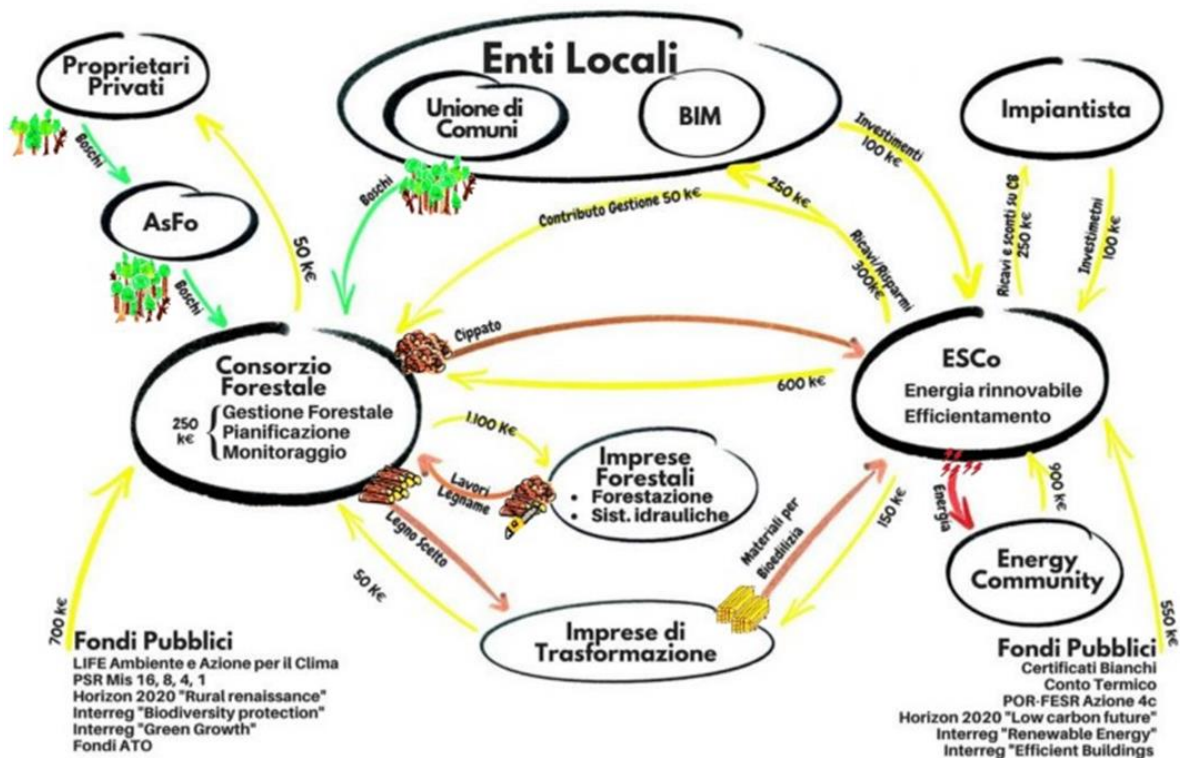 Proprietari
Privati
Enti Locali
Unione di
Comuni
BIM
Impiantista
Boschi
AsFo
Boschi
50 k€
Boschi
Contributo Gestione 50 k€
250 k€
Ricavi/Risparmi
300k€
Investimenti
100 k€
Ricavi e sconti su CB
250 k€
Investimetni
100 k€
Consorzio
Forestale
250
k€
Gestione Forestale
Pianificazione
Monitoraggio
Cippato
600 k€
ESCo
Energia rinnovabile
Efficientamento
1.100 k€
Lavori
Legname
Imprese
Forestali
• Forestazione
• Sist. idrauliche
Legno Scelto
50 k€
Materiali per
Bioedilizia
150 k€
Energia
900 k€
Energy
Community
Imprese di
Trasformazione
700 k€
Fondi Pubblici
LIFE Ambiente e Azione per il Clima
PSR Mis 16, 8, 4, 1
Horizon 2020 "Rural renaissance"
Interreg "Biodiversity protection"
Interreg "Green Growth"
Fondi ATO
550 k€
Fondi Pubblici
Certificati Bianchi
Conto Termico
POR-FESR Azione 4c
Horizon 2020 "Low carbon future"
Interreg "Renewable Energy"
Interreg "Efficient Buildings